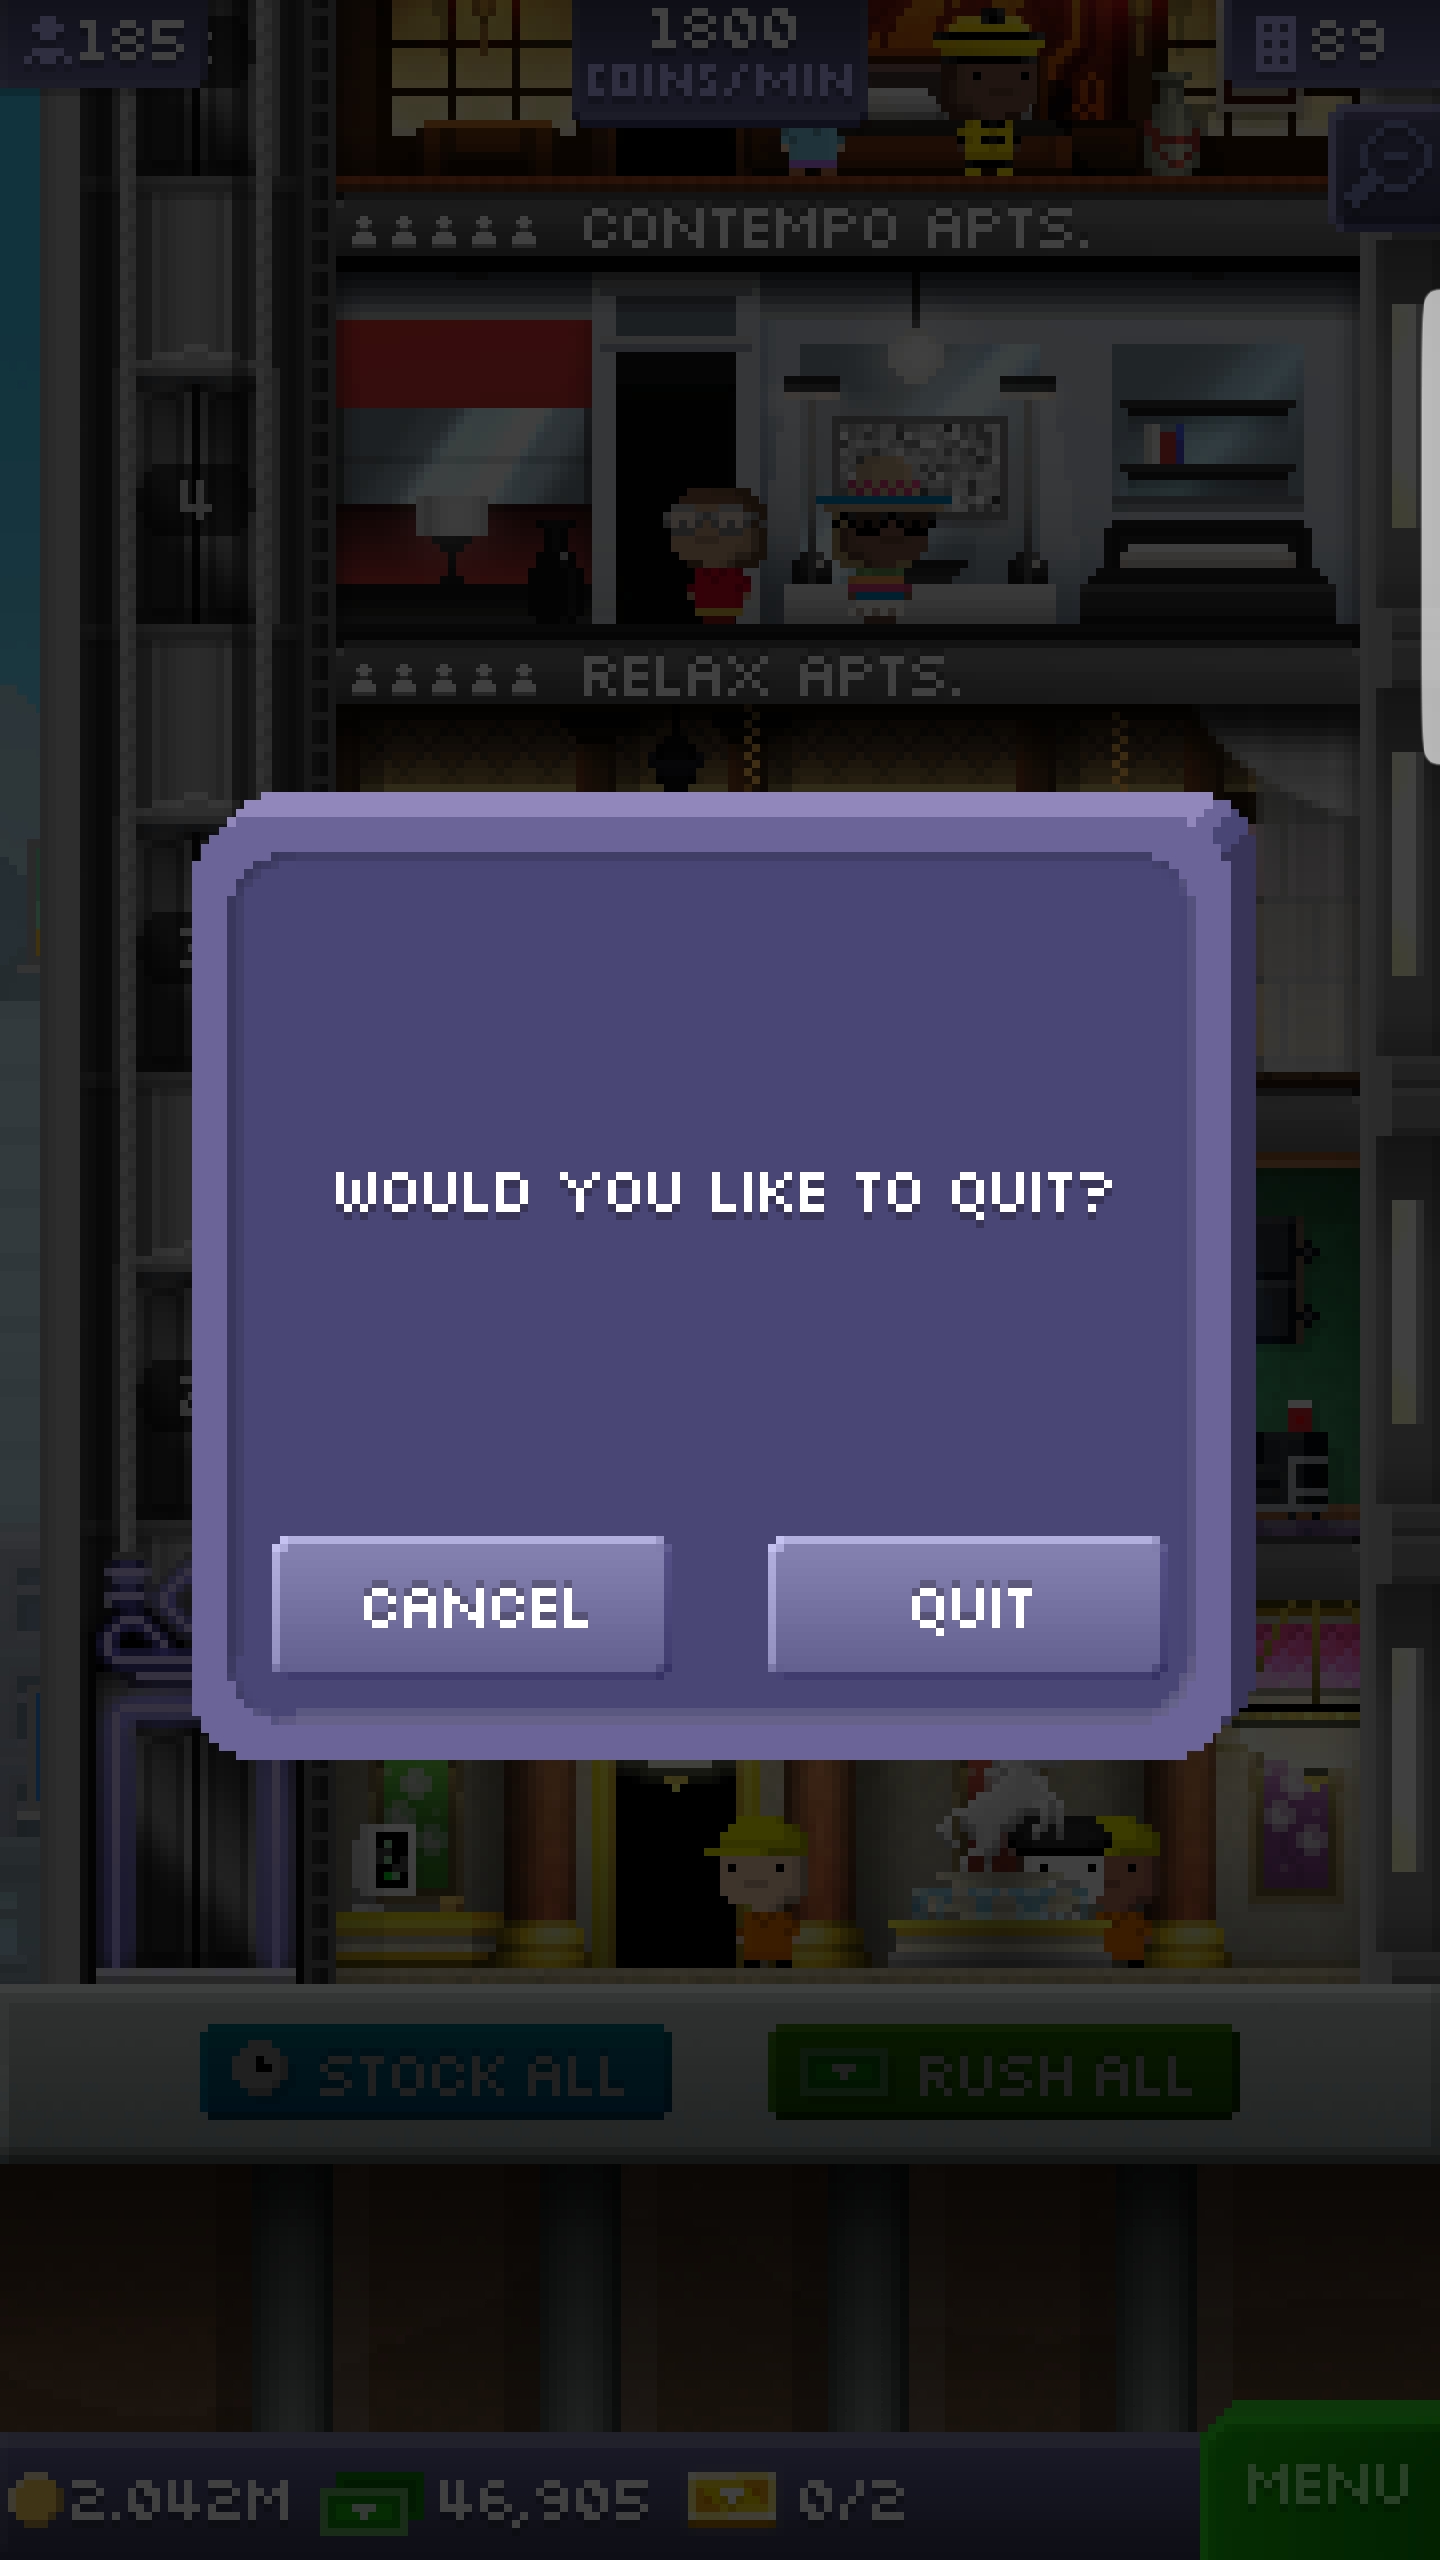 185
1800
COINS/MIN
89
CONTEMPO APTS.
4
RELAX APTS.
WOULD YOU LIKE TO QUIT?
CANCEL
QUIT
STOCK ALL
RUSH ALL
2.042M
46,905
0/2
MENU